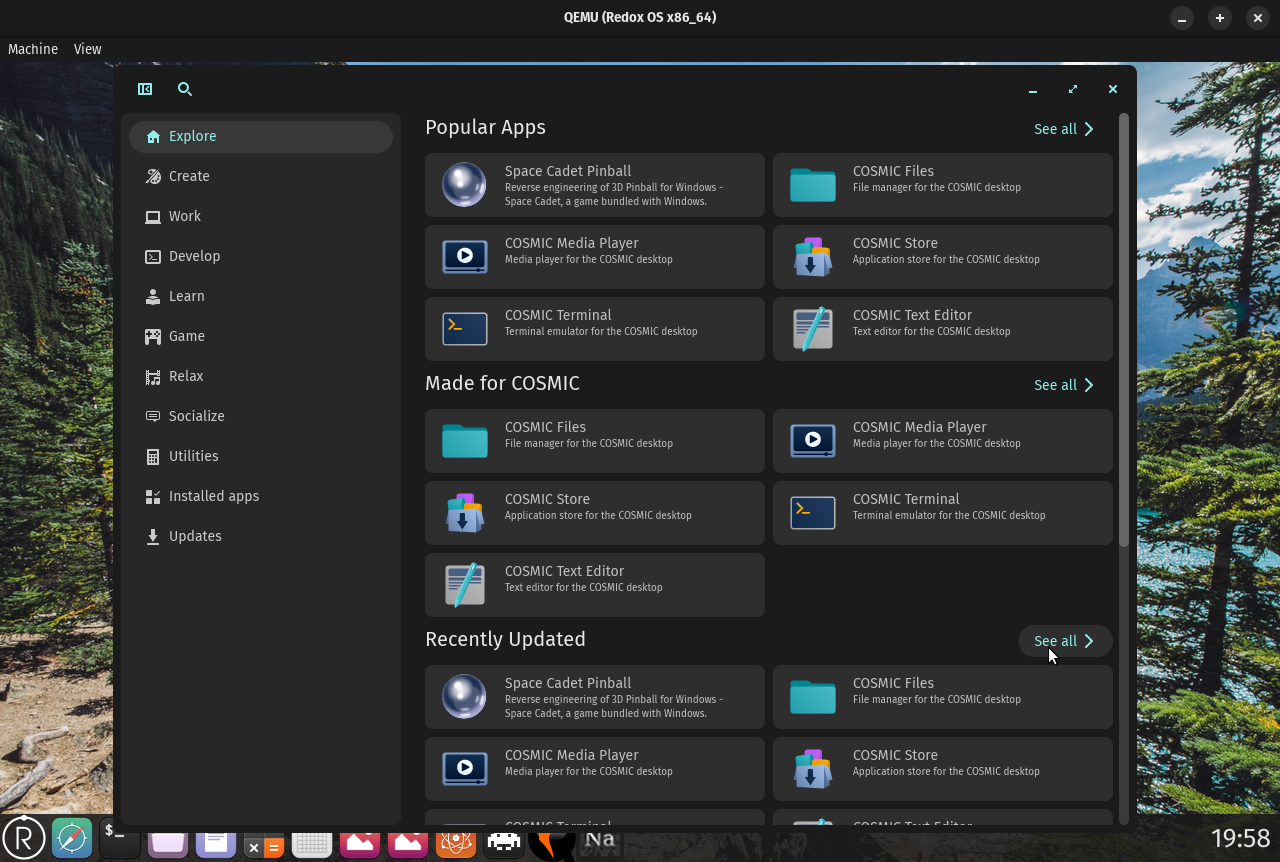 QEMU (Redox OS x86_64)
Machine View
Explore
Create
Work
Develop
Learn
Game
Relax
Socialize
Utilities
Installed apps
Updates
Popular Apps
See all
Space Cadet Pinball
Reverse engineering of 3D Pinball for Windows -
Space Cadet, a game bundled with Windows.
COSMIC Files
File manager for the COSMIC desktop
COSMIC Media Player
Media player for the COSMIC desktop
COSMIC Store
Application store for the COSMIC desktop
COSMIC Terminal
Terminal emulator for the COSMIC desktop
COSMIC Text Editor
Text editor for the COSMIC desktop
Made for COSMIC
See all
COSMIC Files
File manager for the COSMIC desktop
COSMIC Media Player
Media player for the COSMIC desktop
COSMIC Store
Application store for the COSMIC desktop
COSMIC Terminal
Terminal emulator for the COSMIC desktop
COSMIC Text Editor
Text editor for the COSMIC desktop
Recently Updated
See all
Space Cadet Pinball
Reverse engineering of 3D Pinball for Windows -
Space Cadet, a game bundled with Windows.
COSMIC Files
File manager for the COSMIC desktop
COSMIC Media Player
Media player for the COSMIC desktop
COSMIC Store
Application store for the COSMIC desktop
COSMIC Terminal
COSMIC Text Editor
R
$_
Na
19:58